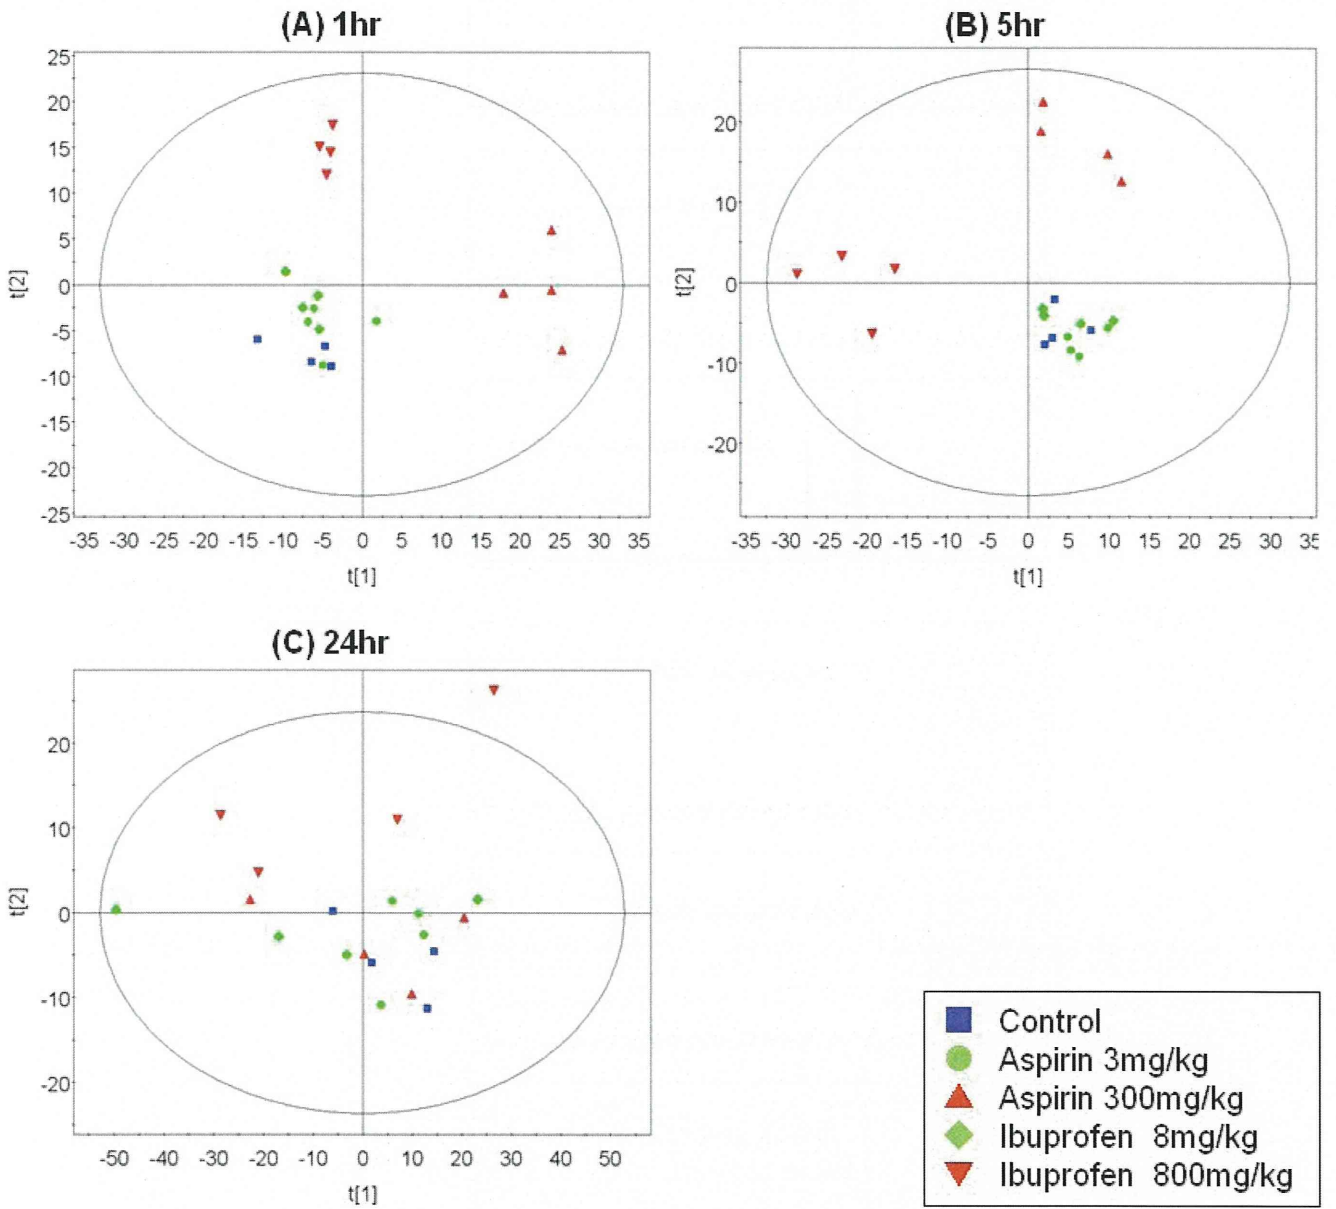 (A) 1hr
25
20
15
10
5
0
-5
-10
-15
-20
-25
t[2]
-35 -30 -25 -20 -15 -10 -5 0 5 10 15 20 25 30 35
t[1]
(B) 5hr
20
10
0
-10
-20
t[2]
-35 -30 -25 -20 -15 -10 -5 0 5 10 15 20 25 30 35
t[1]
(C) 24hr
20
10
0
-10
-20
t[2]
-50 -40 -30 -20 -10 0 10 20 30 40 50
t[1]
Control
Aspirin 3mg/kg
Aspirin 300mg/kg
Ibuprofen 8mg/kg
Ibuprofen 800mg/kg